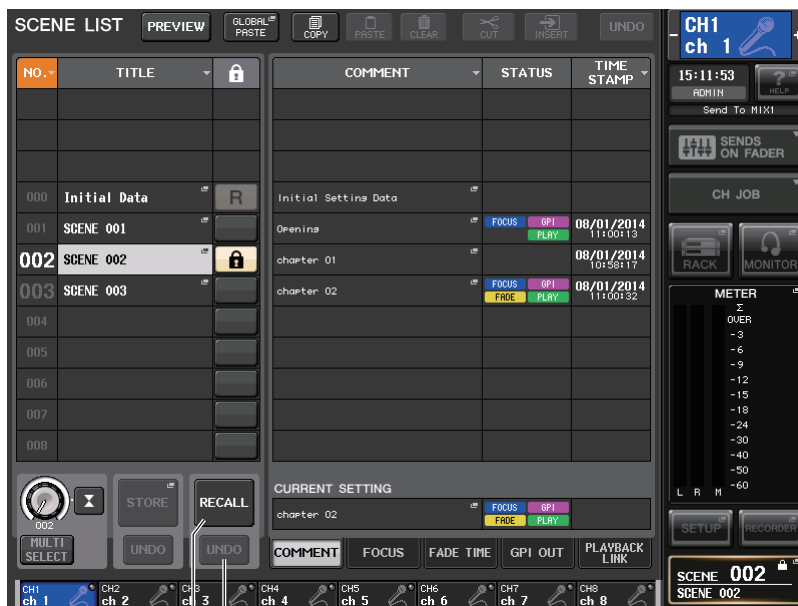 SCENE LIST PREVIEW GLOBAL PASTE COPY PASTE CLEAR CUT INSERT UNDO
CH1
ch 1
NO. TITLE COMMENT STATUS TIME STAMP
15:11:53
ADMIN
? HELP
Send To MIX1
SENDS ON FADER
CH JOB
000 Initial Data R Initial Setting Data
001 SCENE 001 Opening FOCUS GPI PLAY 08/01/2014 11:00:13
002 SCENE 002 chapter 01 08/01/2014 10:58:17
003 SCENE 003 chapter 02 FOCUS GPI FADE PLAY 08/01/2014 11:00:32
004
005
006
007
008
RACK MONITOR
METER
Σ
OVER
-3
-6
-9
-12
-15
-18
-24
-30
-40
-50
-60
L R M
002
MULTI SELECT
STORE
UNDO
RECALL
UNDO
CURRENT SETTING
chapter 02 FOCUS GPI FADE PLAY
COMMENT FOCUS FADE TIME GPI OUT PLAYBACK LINK
SETUP RECORDER
SCENE 002
SCENE 002
CH1 CH2 CH3 CH4 CH5 CH6 CH7 CH8
ch 1 ch 2 ch 3 ch 4 ch 5 ch 6 ch 7 ch 8